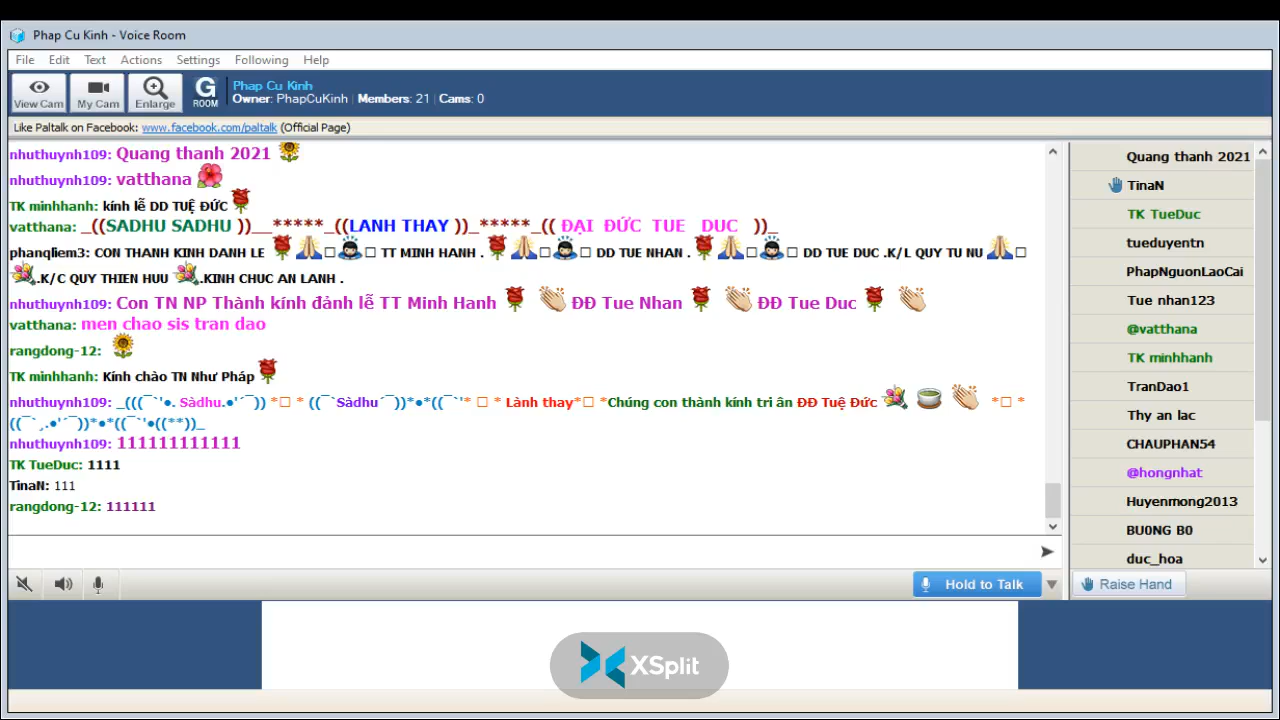 Phap Cu Kinh - Voice Room
File Edit Text Actions Settings Following Help
View Cam My Cam Enlarge G ROOM
Phap Cu Kinh
Owner: PhapCuKinh | Members: 21 | Cams: 0
Like Paltalk on Facebook: www.facebook.com/paltalk (Official Page)
nhuthuynh109: Quang thanh 2021
nhuthuynh109: vatthana
TK minhhanh: kính lễ DD TUỆ ĐỨC
vatthana: _((SADHU SADHU ))__*****_((LANH THAY ))_*****_(( ĐẠI ĐỨC TUE DUC ))_
phanqliem3: CON THANH KINH DANH LE TT MINH HANH . DD TUE NHAN . DD TUE DUC .K/L QUY TU NU
.K/C QUY THIEN HUU .KINH CHUC AN LANH .
nhuthuynh109: Con TN NP Thành kính đảnh lễ TT Minh Hanh ĐĐ Tue Nhan ĐĐ Tue Duc
vatthana: men chao sis tran dao
rangdong-12:
TK minhhanh: Kính chào TN Như Pháp
nhuthuynh109: _(((¯`'●. Sàdhu.●'´¯)) *□ * ((¯`Sàdhu´¯))*●*((¯`'* □ * Lành thay*□ *Chúng con thành kính tri ân ĐĐ Tuệ Đức *□ *
((¯`¸.●'´¯))*●*((¯`'●((**))_
nhuthuynh109: 111111111111
TK TueDuc: 1111
TinaN: 111
rangdong-12: 111111
Hold to Talk
Quang thanh 2021
TinaN
TK TueDuc
tueduyentn
PhapNguonLaoCai
Tue nhan123
@vatthana
TK minhhanh
TranDao1
Thy an lac
CHAUPHAN54
@hongnhat
Huyenmong2013
BU0NG B0
duc_hoa
Raise Hand
XSplit